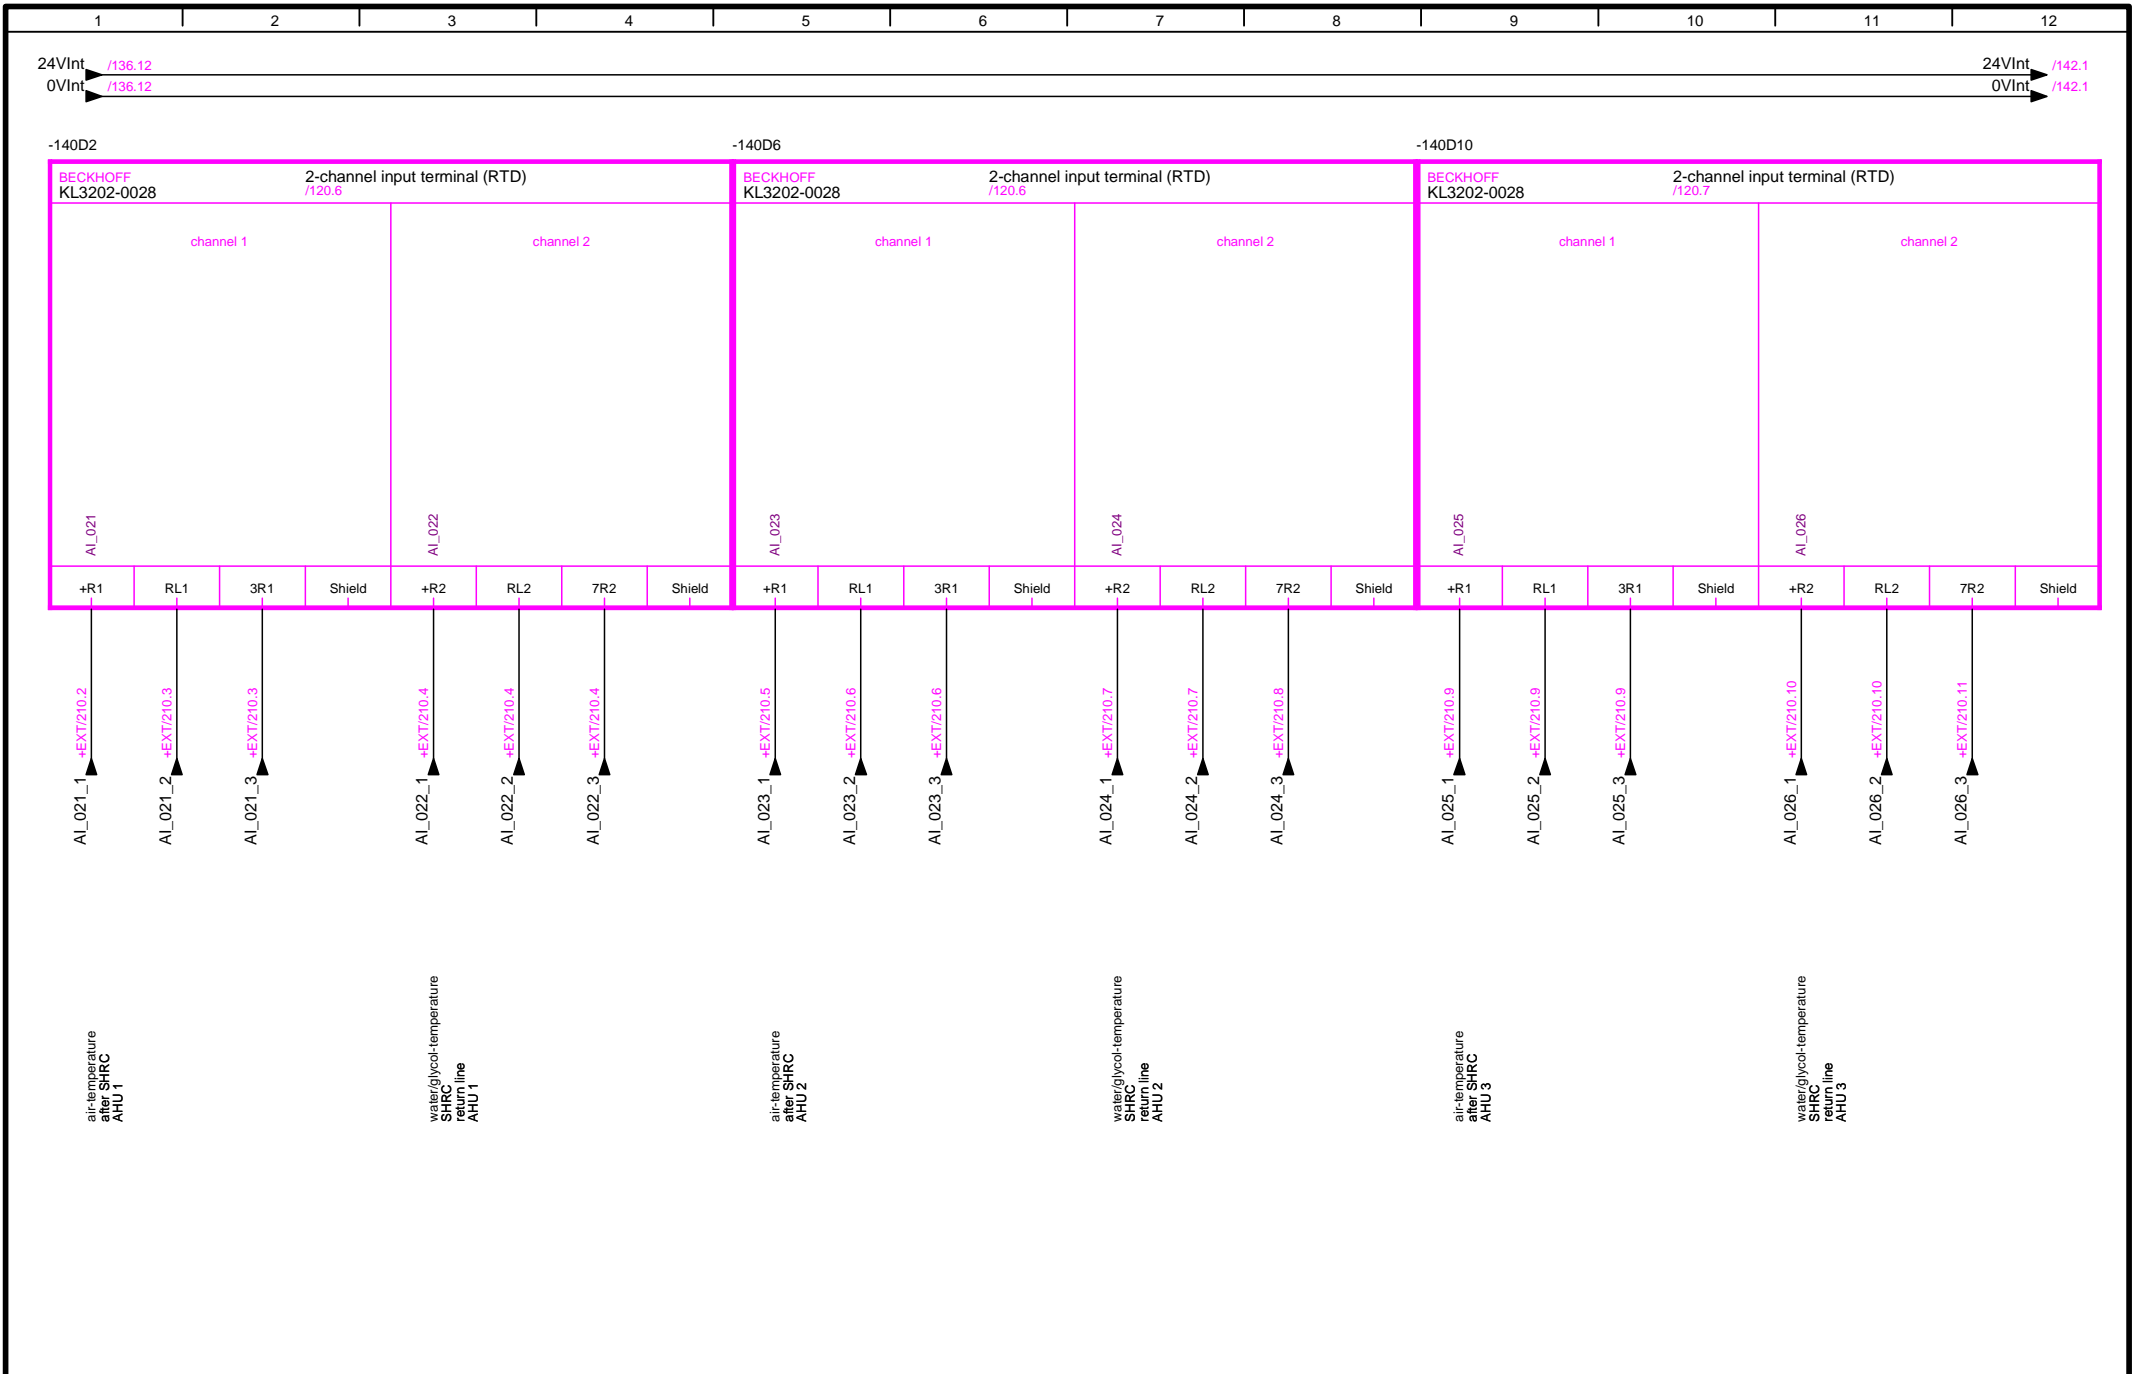 1 2 3 4 5 6 7 8 9 10 11 12
24VInt /136.12 24VInt /142.1
0VInt /136.12 0VInt /142.1
-140D2 -140D6 -140D10
BECKHOFF 2-channel input terminal (RTD) BECKHOFF 2-channel input terminal (RTD) BECKHOFF 2-channel input terminal (RTD)
KL3202-0028 /120.6 KL3202-0028 /120.6 KL3202-0028 /120.7
channel 1 channel 2 channel 1 channel 2 channel 1 channel 2
AI_021 AI_022 AI_023 AI_024 AI_025 AI_026
+R1 RL1 3R1 Shield +R2 RL2 7R2 Shield +R1 RL1 3R1 Shield +R2 RL2 7R2 Shield +R1 RL1 3R1 Shield +R2 RL2 7R2 Shield
+EXT/210.2 +EXT/210.3 +EXT/210.3 +EXT/210.4 +EXT/210.4 +EXT/210.4 +EXT/210.5 +EXT/210.6 +EXT/210.6 +EXT/210.7 +EXT/210.7 +EXT/210.8 +EXT/210.9 +EXT/210.9 +EXT/210.9 +EXT/210.10 +EXT/210.10 +EXT/210.11
AI_021_1 AI_021_2 AI_021_3 AI_022_1 AI_022_2 AI_022_3 AI_023_1 AI_023_2 AI_023_3 AI_024_1 AI_024_2 AI_024_3 AI_025_1 AI_025_2 AI_025_3 AI_026_1 AI_026_2 AI_026_3
air-temperature
after SHRC
AHU 1
water/glycol-temperature
SHRC
return line
AHU 1
air-temperature
after SHRC
AHU 2
water/glycol-temperature
SHRC
return line
AHU 2
air-temperature
after SHRC
AHU 3
water/glycol-temperature
SHRC
return line
AHU 3